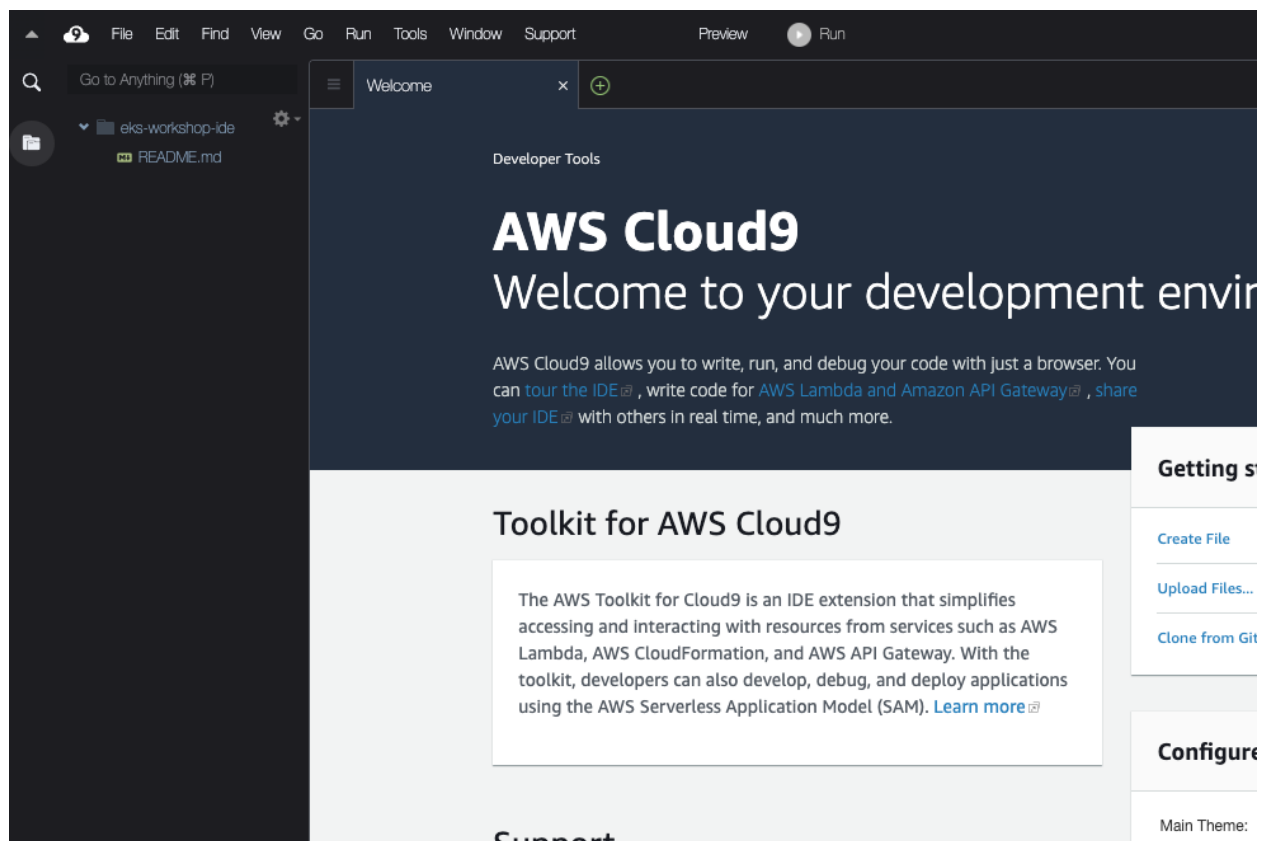 9 File Edit Find View Go Run Tools Window Support Preview Run
Go to Anything (⌘ P)
Welcome
eks-workshop-ide
README.md
Developer Tools
AWS Cloud9
Welcome to your development
AWS Cloud9 allows you to write, run, and debug your code with just a browser. You
can tour the IDE , write code for AWS Lambda and Amazon API Gateway , share
your IDE with others in real time, and much more.
Getting
Create File
Upload Files...
Clone from Git
Toolkit for AWS Cloud9
The AWS Toolkit for Cloud9 is an IDE extension that simplifies
accessing and interacting with resources from services such as AWS
Lambda, AWS CloudFormation, and AWS API Gateway. With the
toolkit, developers can also develop, debug, and deploy applications
using the AWS Serverless Application Model (SAM). Learn more
Configure
Main Theme:
Support